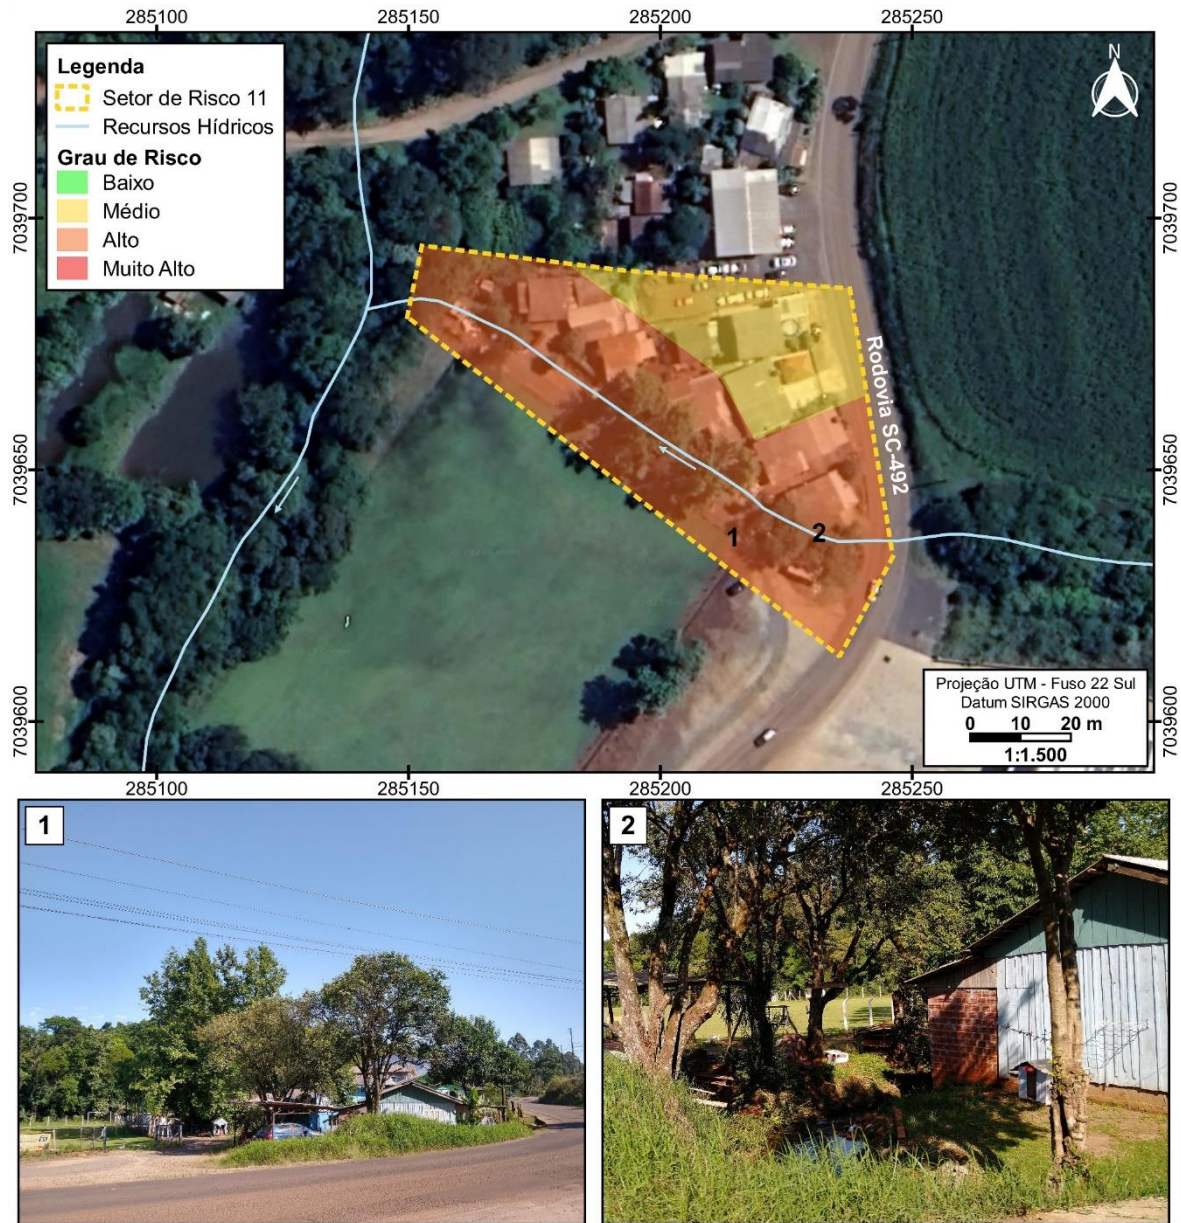 285100
285150
285200
285250
Legenda
Setor de Risco 11
Recursos Hídricos
Grau de Risco
Baixo
Médio
Alto
Muito Alto
N
7039700
7039700
7039650
7039650
7039600
7039600
Rodovia SC-492
1
2
Projeção UTM - Fuso 22 Sul
Datum SIRGAS 2000
0 10 20 m
1:1.500
285100
285150
285200
285250
1
2